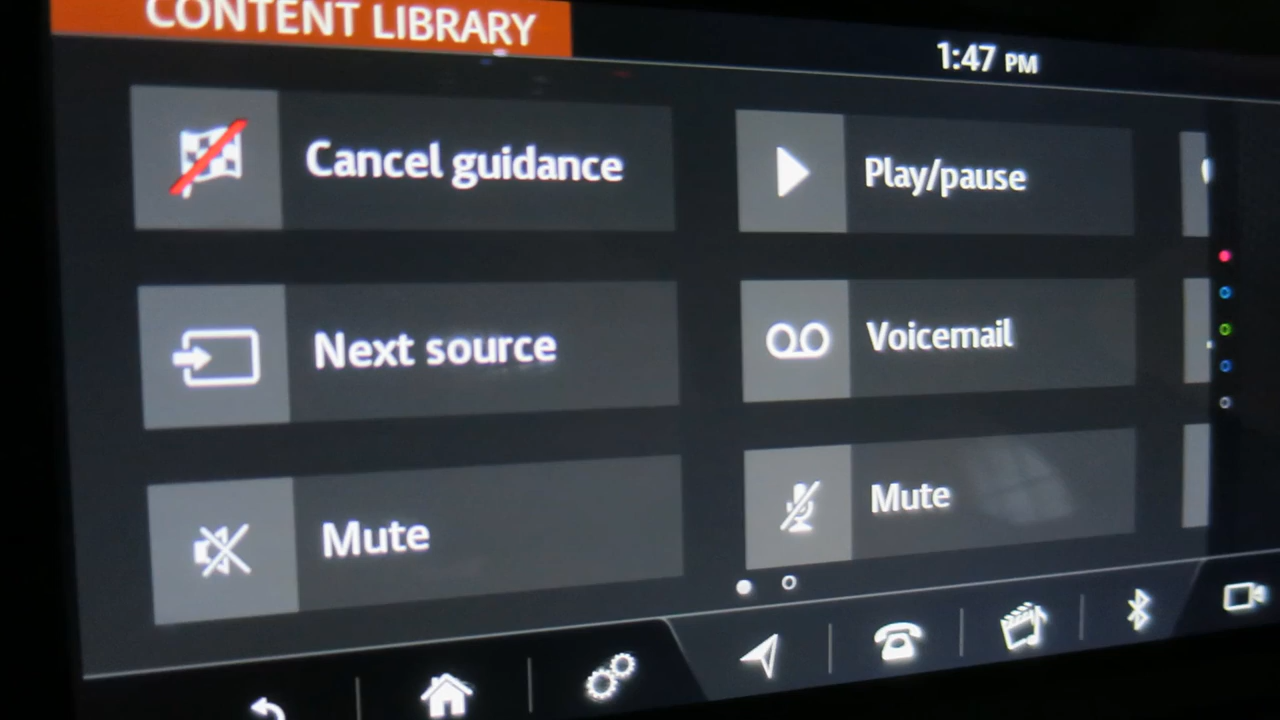 CONTENT LIBRARY
1:47 PM
Cancel guidance
Play/pause
Next source
Voicemail
Mute
Mute